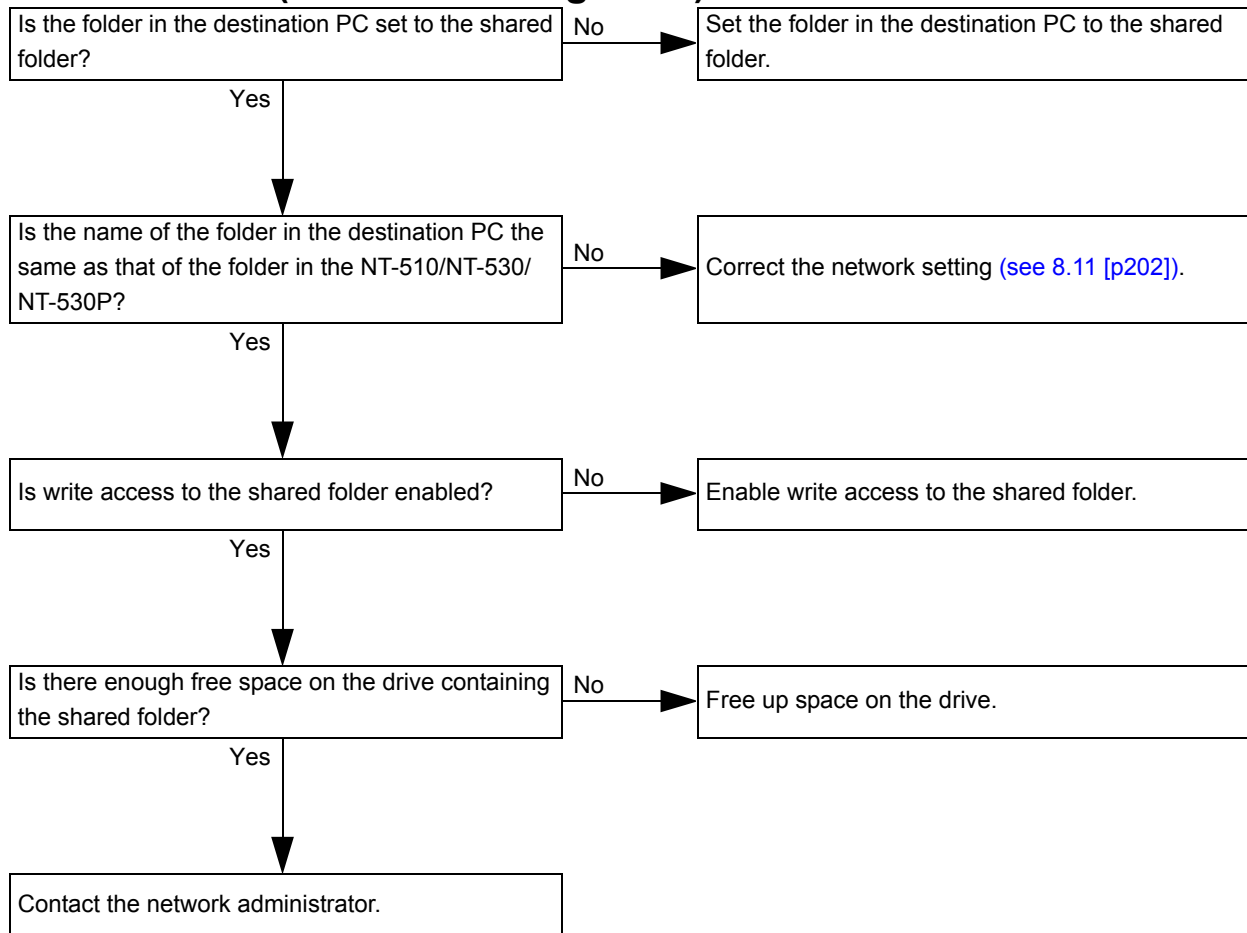 Is the folder in the destination PC set to the shared
folder?
No
Set the folder in the destination PC to the shared
folder.
Yes
Is the name of the folder in the destination PC the
same as that of the folder in the NT-510/NT-530/
NT-530P?
No
Correct the network setting (see 8.11 [p202]).
Yes
Is write access to the shared folder enabled?
No
Enable write access to the shared folder.
Yes
Is there enough free space on the drive containing
the shared folder?
No
Free up space on the drive.
Yes
Contact the network administrator.